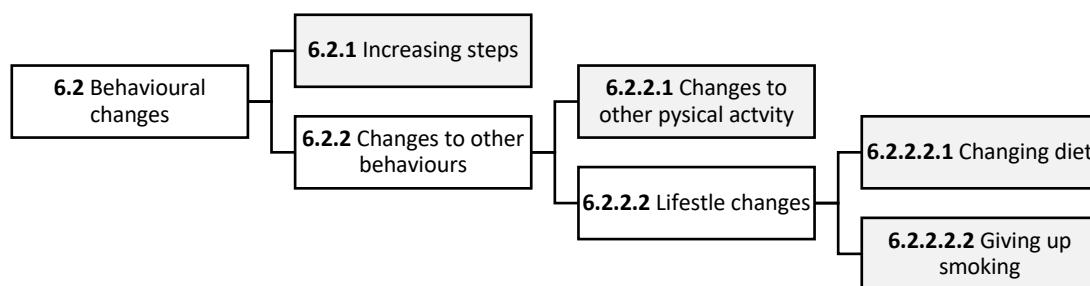 6.2 Behavioural
changes
6.2.1 Increasing steps
6.2.2 Changes to other
behaviours
6.2.2.1 Changes to
other pysical actvity
6.2.2.2 Lifestle changes
6.2.2.2.1 Changing diet
6.2.2.2.2 Giving up
smoking